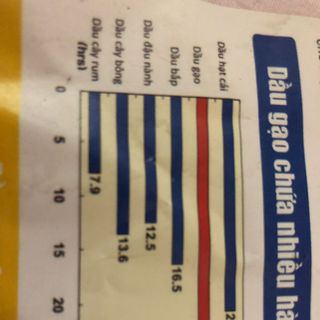 Dầu gạo chứa nhiều
Dầu hạt cải
Dầu gạo
Dầu bắp
16.5
Dầu đậu nành
12.5
Dầu cây bông
13.6
Dầu cây rum
7.9
(hrs)
0 5 10 15 20